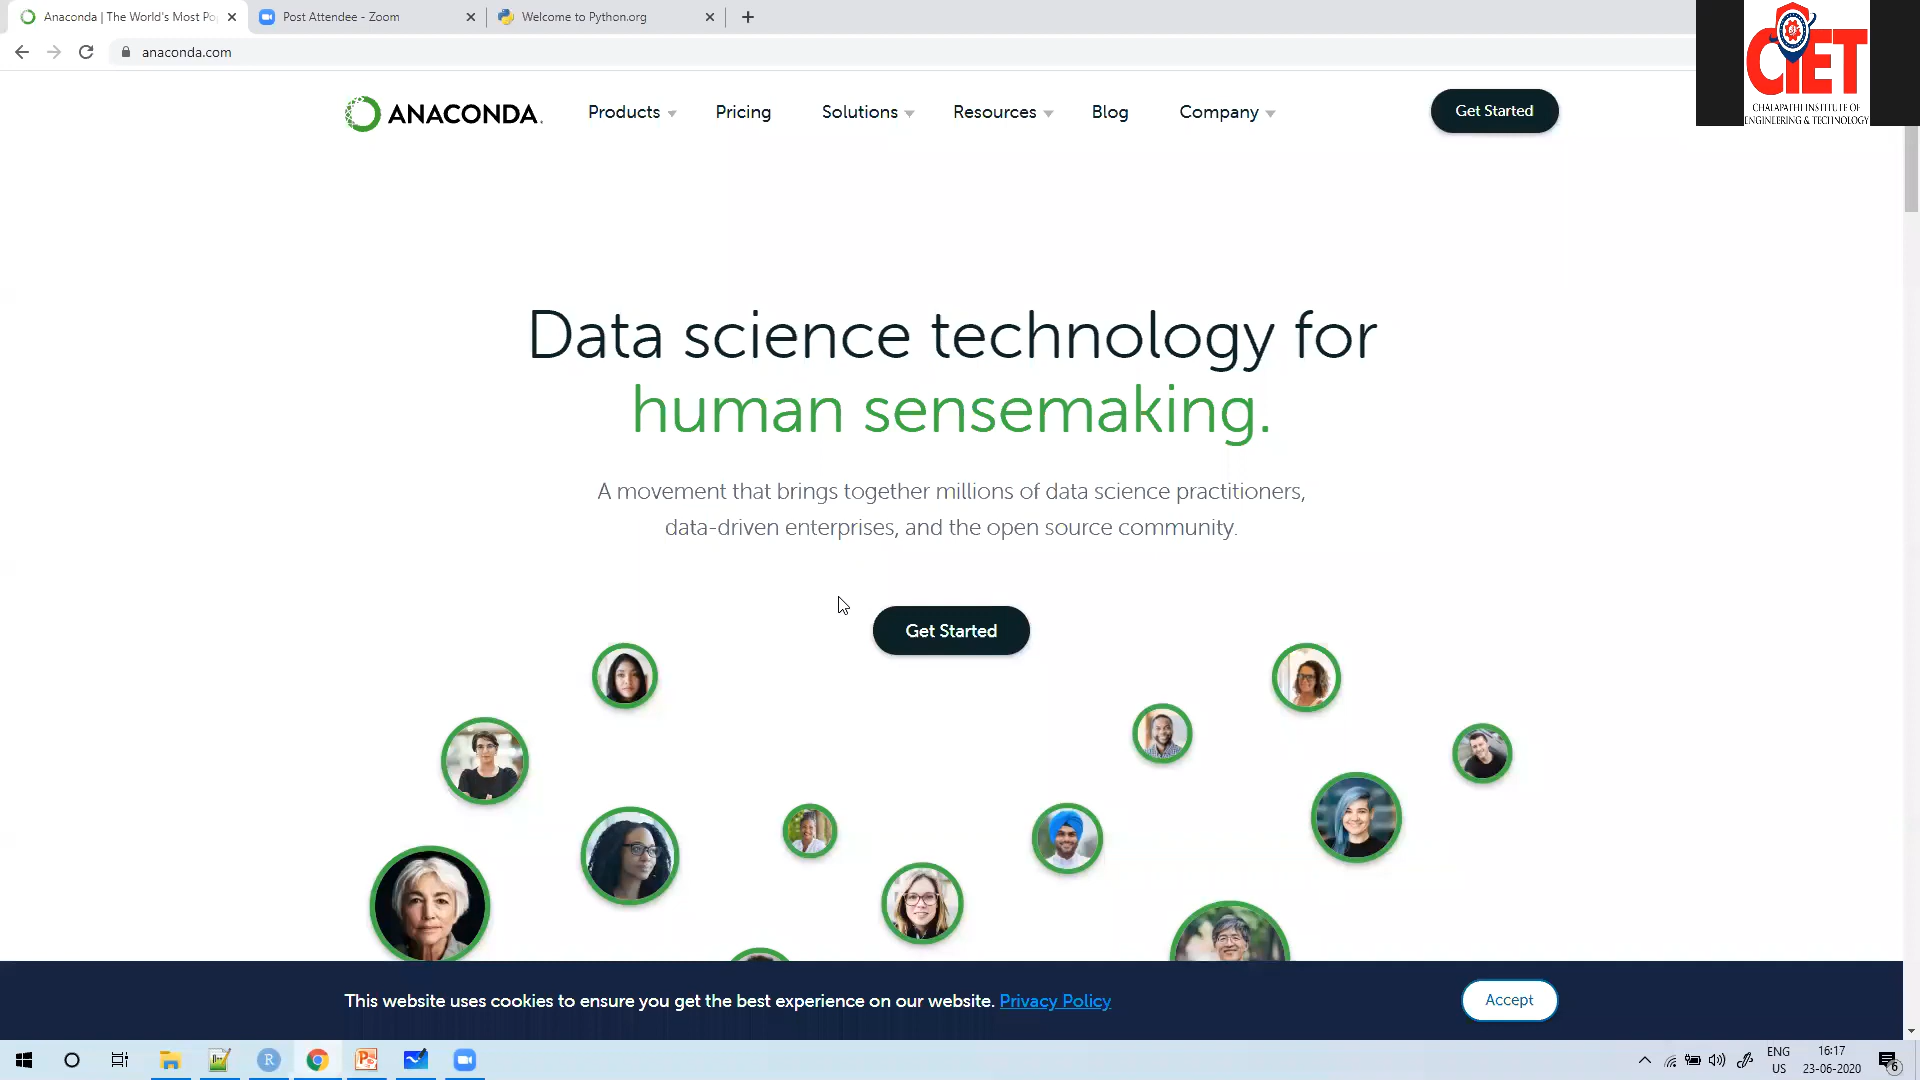 Anaconda | The World's Most Po
Post Attendee - Zoom
Welcome to Python.org
anaconda.com
ANACONDA.
Products
Pricing
Solutions
Resources
Blog
Company
Get Started
CIET
CHALAPATHI INSTITUTE OF
ENGINEERING & TECHNOLOGY
Data science technology for
human sensemaking.
A movement that brings together millions of data science practitioners,
data-driven enterprises, and the open source community.
Get Started
This website uses cookies to ensure you get the best experience on our website. Privacy Policy
Accept
ENG
US
16:17
23-06-2020
6